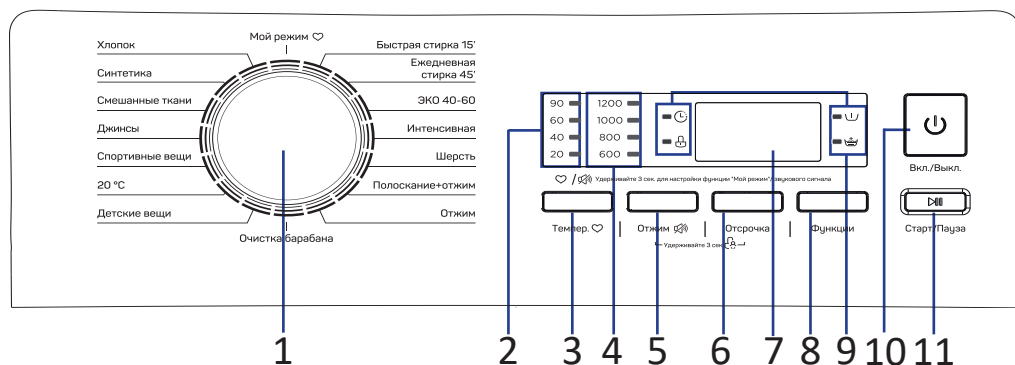 Мой режим
Хлопок
Синтетика
Смешанные ткани
Джинсы
Спортивные вещи
20 °C
Детские вещи
Очистка барабана
Быстрая стирка 15'
Ежедневная
стирка 45'
ЭКО 40-60
Интенсивная
Шерсть
Полоскание+отжим
Отжим
90
60
40
20
1200
1000
800
600
/ Удерживайте 3 сек. для настройки функции "Мой режим"/звукового сигнала
Темпер. | Отжим | Отсрочка | Функции
Удерживайте 3 сек.
Вкл./Выкл.
Старт/Пауза
1 2 3 4 5 6 7 8 9 10 11